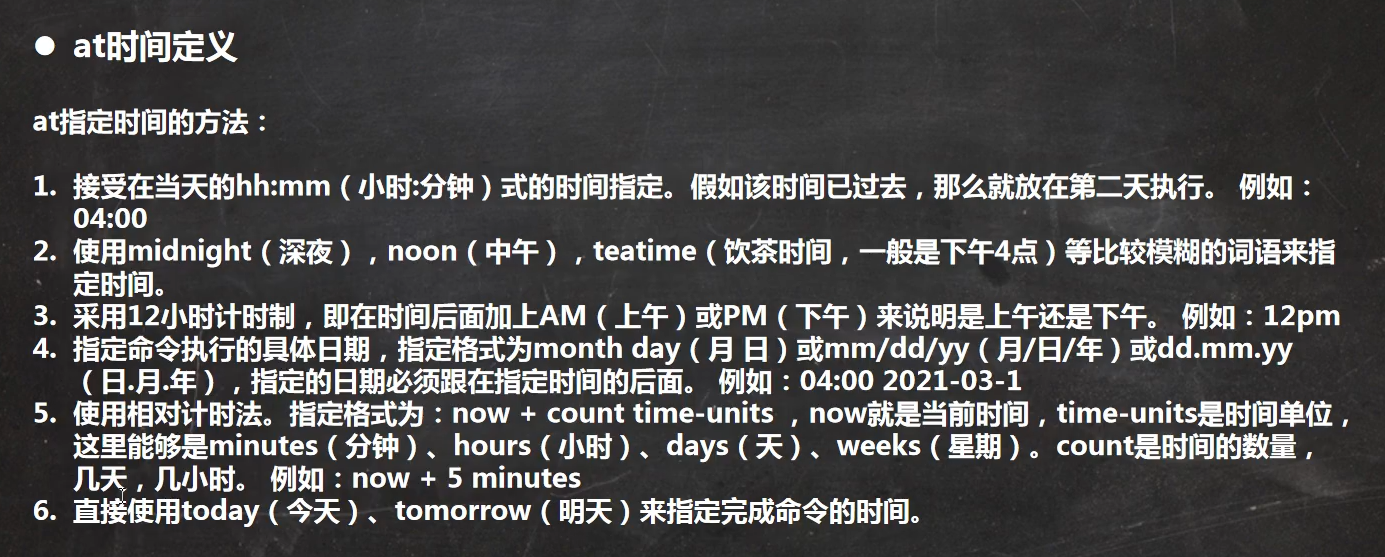 ● at时间定义
at指定时间的方法：
1. 接受在当天的hh:mm（小时:分钟）式的时间指定。假如该时间已过去，那么就放在第二天执行。 例如：
04:00
2. 使用midnight（深夜），noon（中午），teatime（饮茶时间，一般是下午4点）等比较模糊的词语来指
定时间。
3. 采用12小时计时制，即在时间后面加上AM（上午）或PM（下午）来说明是上午还是下午。 例如：12pm
4. 指定命令执行的具体日期，指定格式为month day（月 日）或mm/dd/yy（月/日/年）或dd.mm.yy
（日.月.年），指定的日期必须跟在指定时间的后面。 例如：04:00 2021-03-1
5. 使用相对计时法。指定格式为：now + count time-units ，now就是当前时间，time-units是时间单位，
这里能够是minutes（分钟）、hours（小时）、days（天）、weeks（星期）。count是时间的数量，
几天，几小时。 例如：now + 5 minutes
6. 直接使用today（今天）、tomorrow（明天）来指定完成命令的时间。